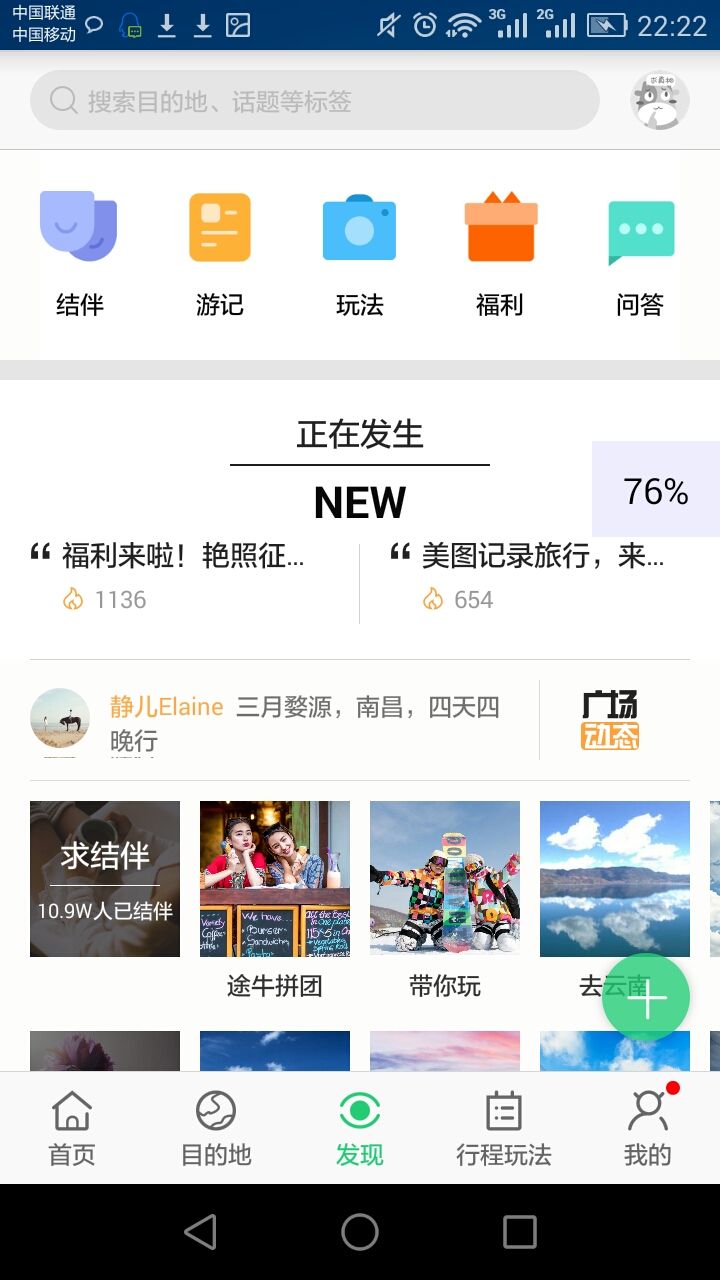 中国联通
中国移动
3G
2G
22:22
搜索目的地、话题等标签
结伴
游记
玩法
福利
问答
正在发生
NEW
76%
“ 福利来啦！艳照征...
“ 美图记录旅行，来...
1136
654
静儿Elaine 三月婺源，南昌，四天四
晚行
广场
动态
求结伴
10.9W人已结伴
We have
途牛拼团
带你玩
去云南
首页
目的地
发现
行程玩法
我的